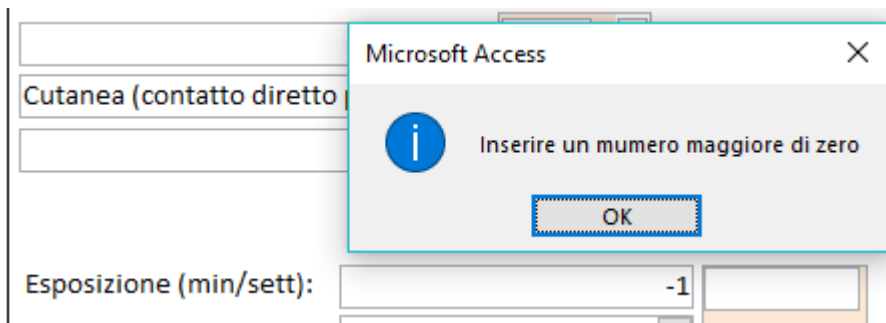 Microsoft Access
Cutanea (contatto diretto
Inserire un mumero maggiore di zero
OK
Esposizione (min/sett): -1